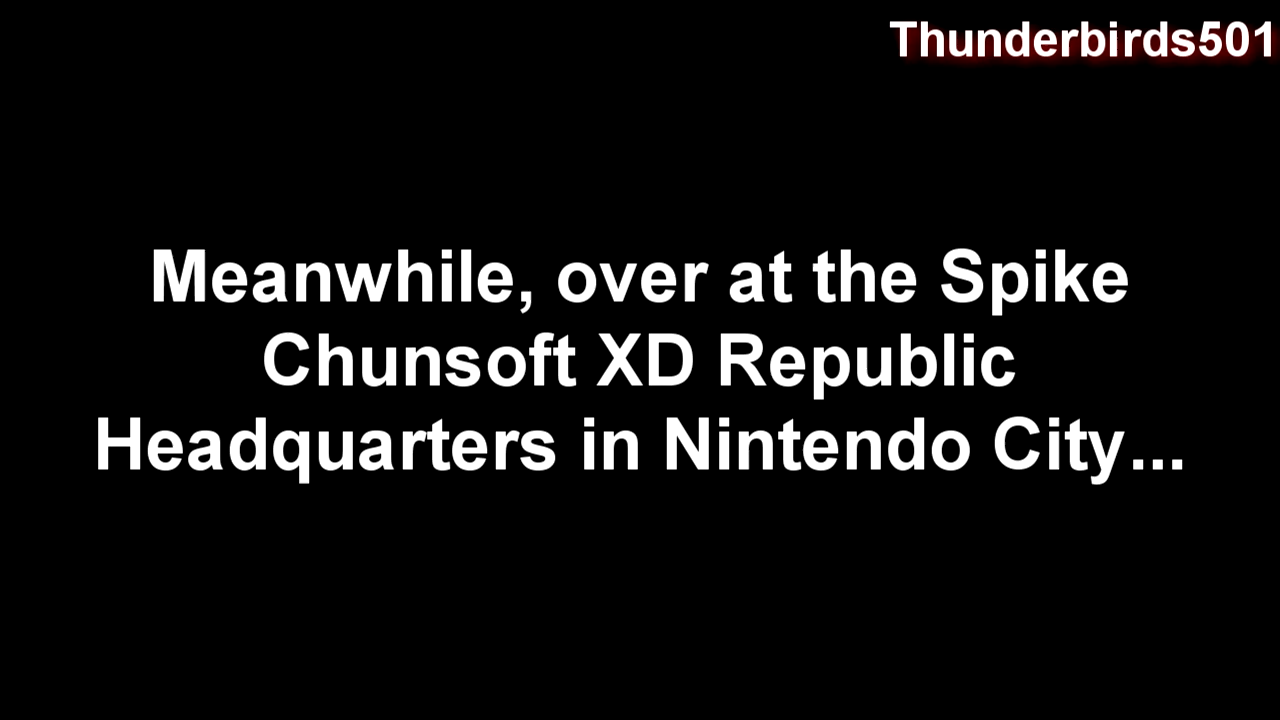 Thunderbirds501
Meanwhile, over at the Spike
Chunsoft XD Republic
Headquarters in Nintendo City...